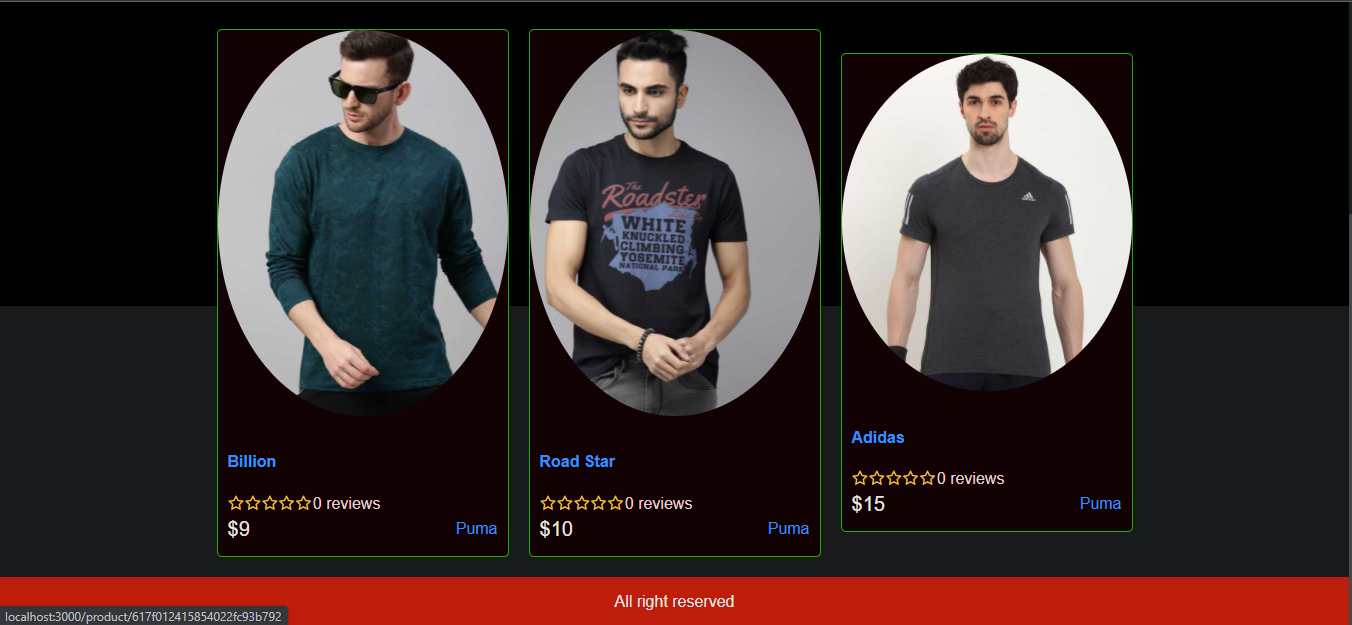 The
Roadster
WHITE
KNUCKLED
CLIMBING
YOSEMITE
NATIONAL PARK
Billion
0 reviews
$9
Puma
Road Star
0 reviews
$10
Puma
Adidas
0 reviews
$15
Puma
All right reserved
localhost:3000/product/617f012415854022fc93b792